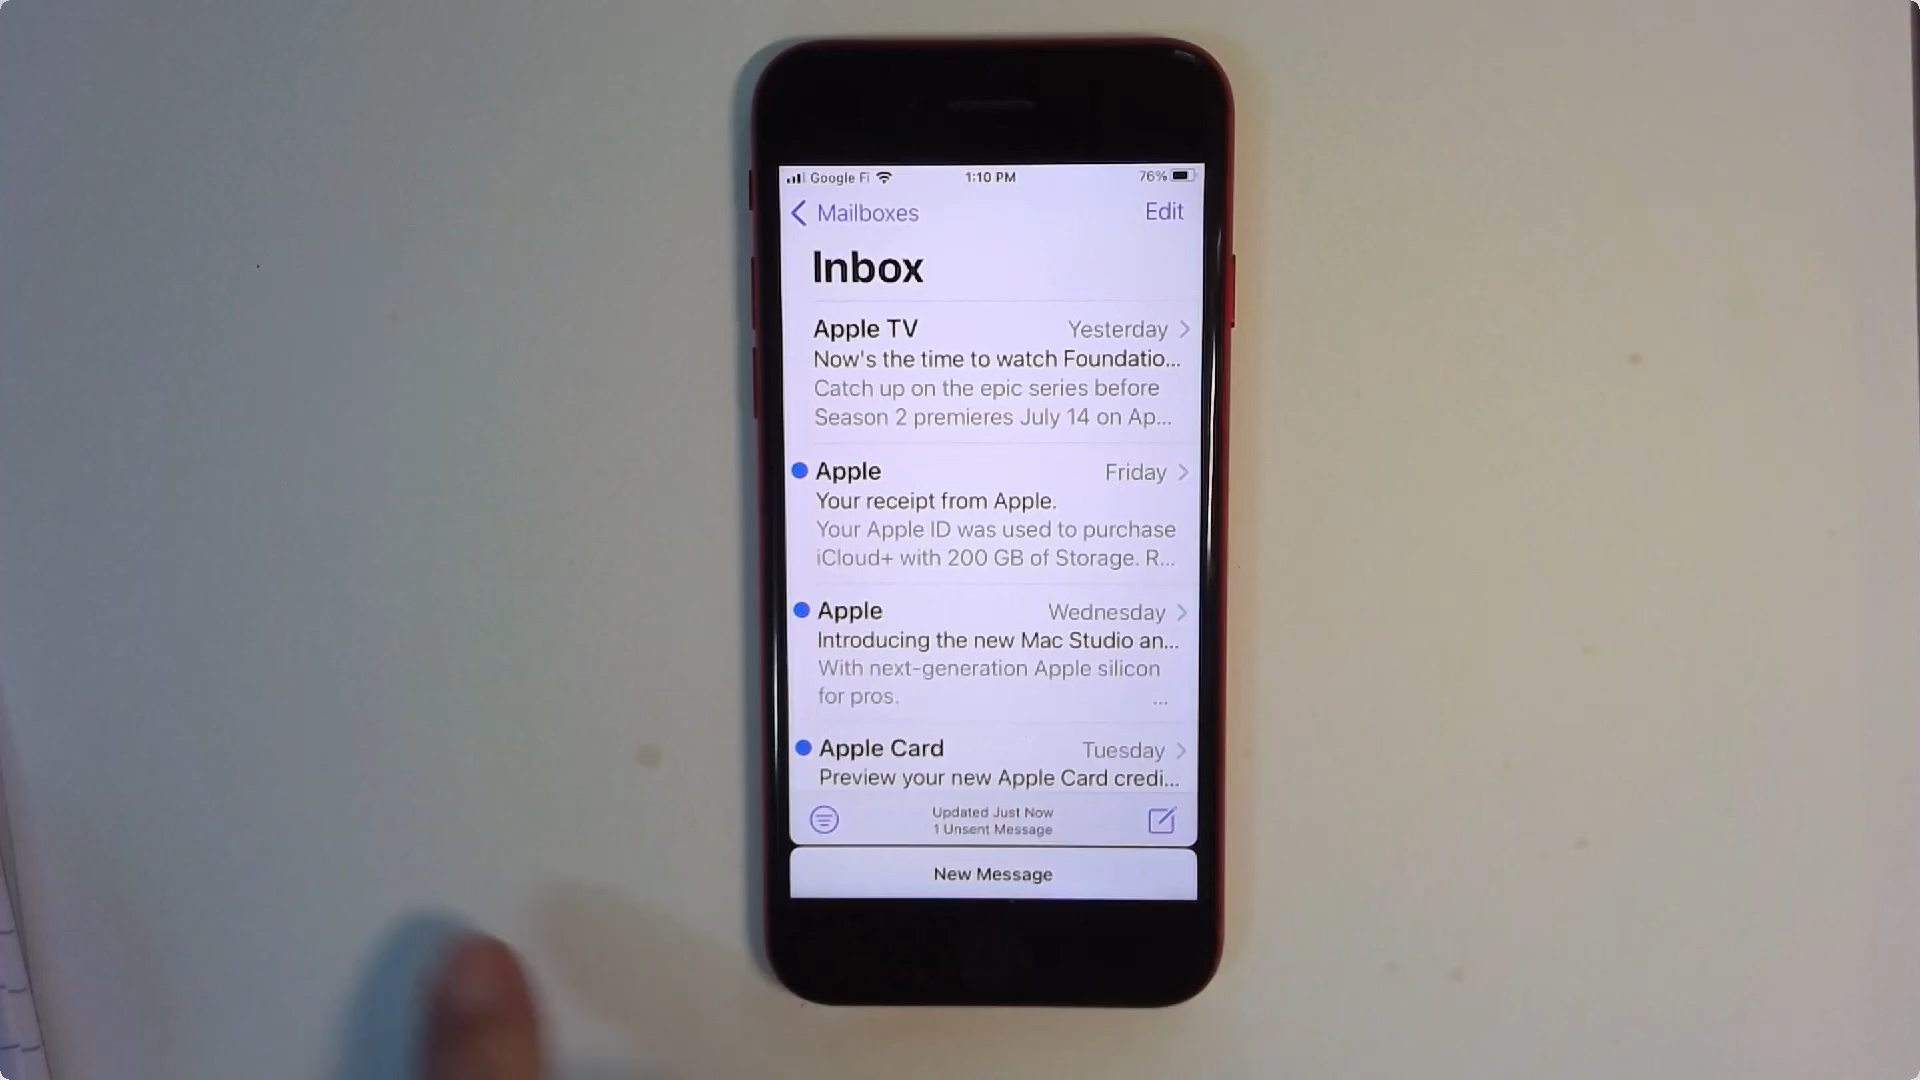 Google Fi 1:10 PM 76%
Mailboxes Edit
Inbox
Apple TV Yesterday
Now's the time to watch Foundatio...
Catch up on the epic series before
Season 2 premieres July 14 on Ap...
Apple Friday
Your receipt from Apple.
Your Apple ID was used to purchase
iCloud+ with 200 GB of Storage. R...
Apple Wednesday
Introducing the new Mac Studio an...
With next-generation Apple silicon
for pros. ...
Apple Card Tuesday
Preview your new Apple Card credi...
Updated Just Now
1 Unsent Message
New Message